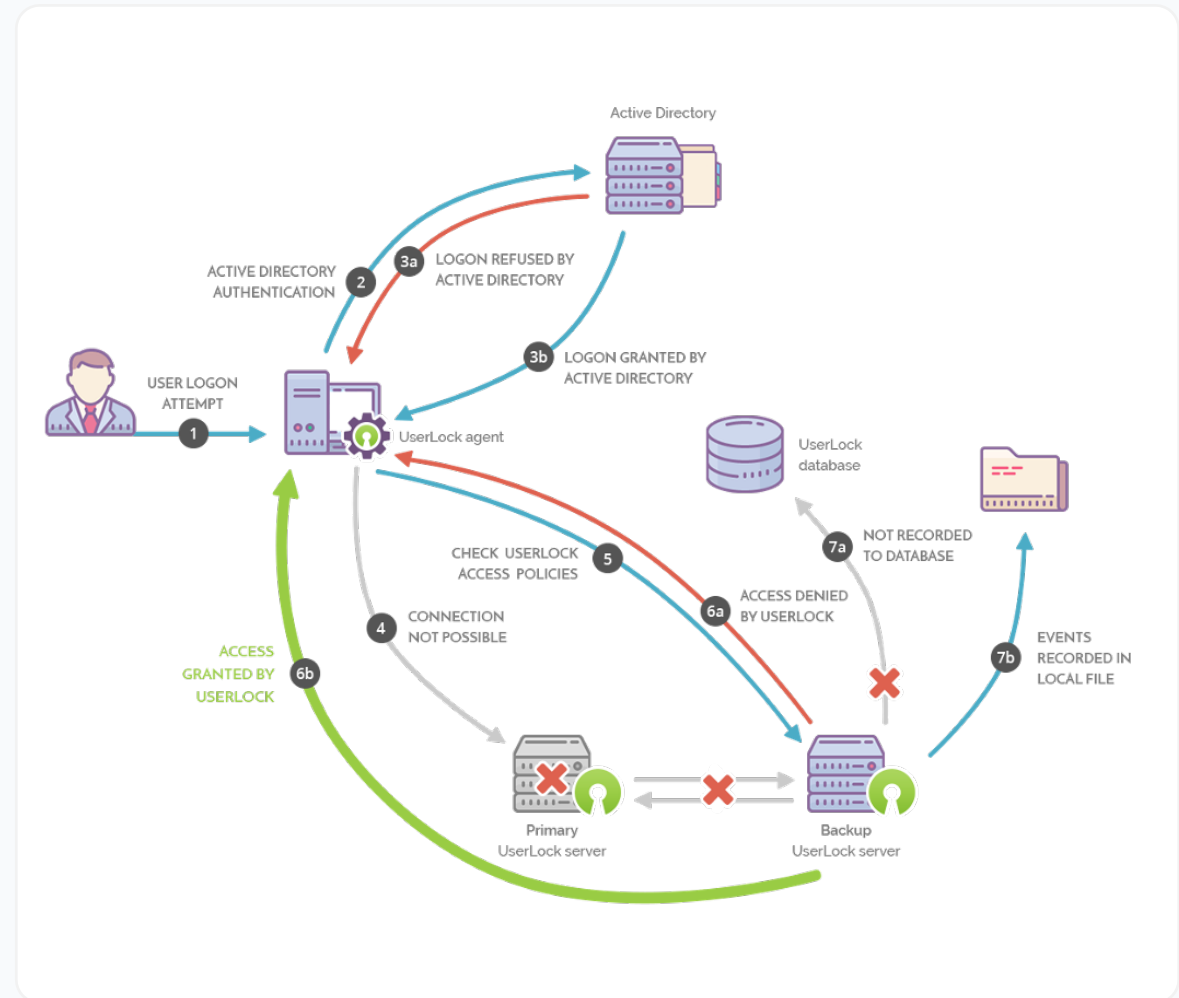 Active Directory
ACTIVE DIRECTORY
AUTHENTICATION
2
3a
LOGON REFUSED BY
ACTIVE DIRECTORY
3b
LOGON GRANTED BY
ACTIVE DIRECTORY
USER LOGON
ATTEMPT
1
UserLock agent
UserLock
database
CHECK USERLOCK
ACCESS POLICIES
5
7a
NOT RECORDED
TO DATABASE
4
CONNECTION
NOT POSSIBLE
6a
ACCESS DENIED
BY USERLOCK
7b
EVENTS
RECORDED IN
LOCAL FILE
ACCESS
GRANTED BY
USERLOCK
6b
Primary
UserLock server
Backup
UserLock server